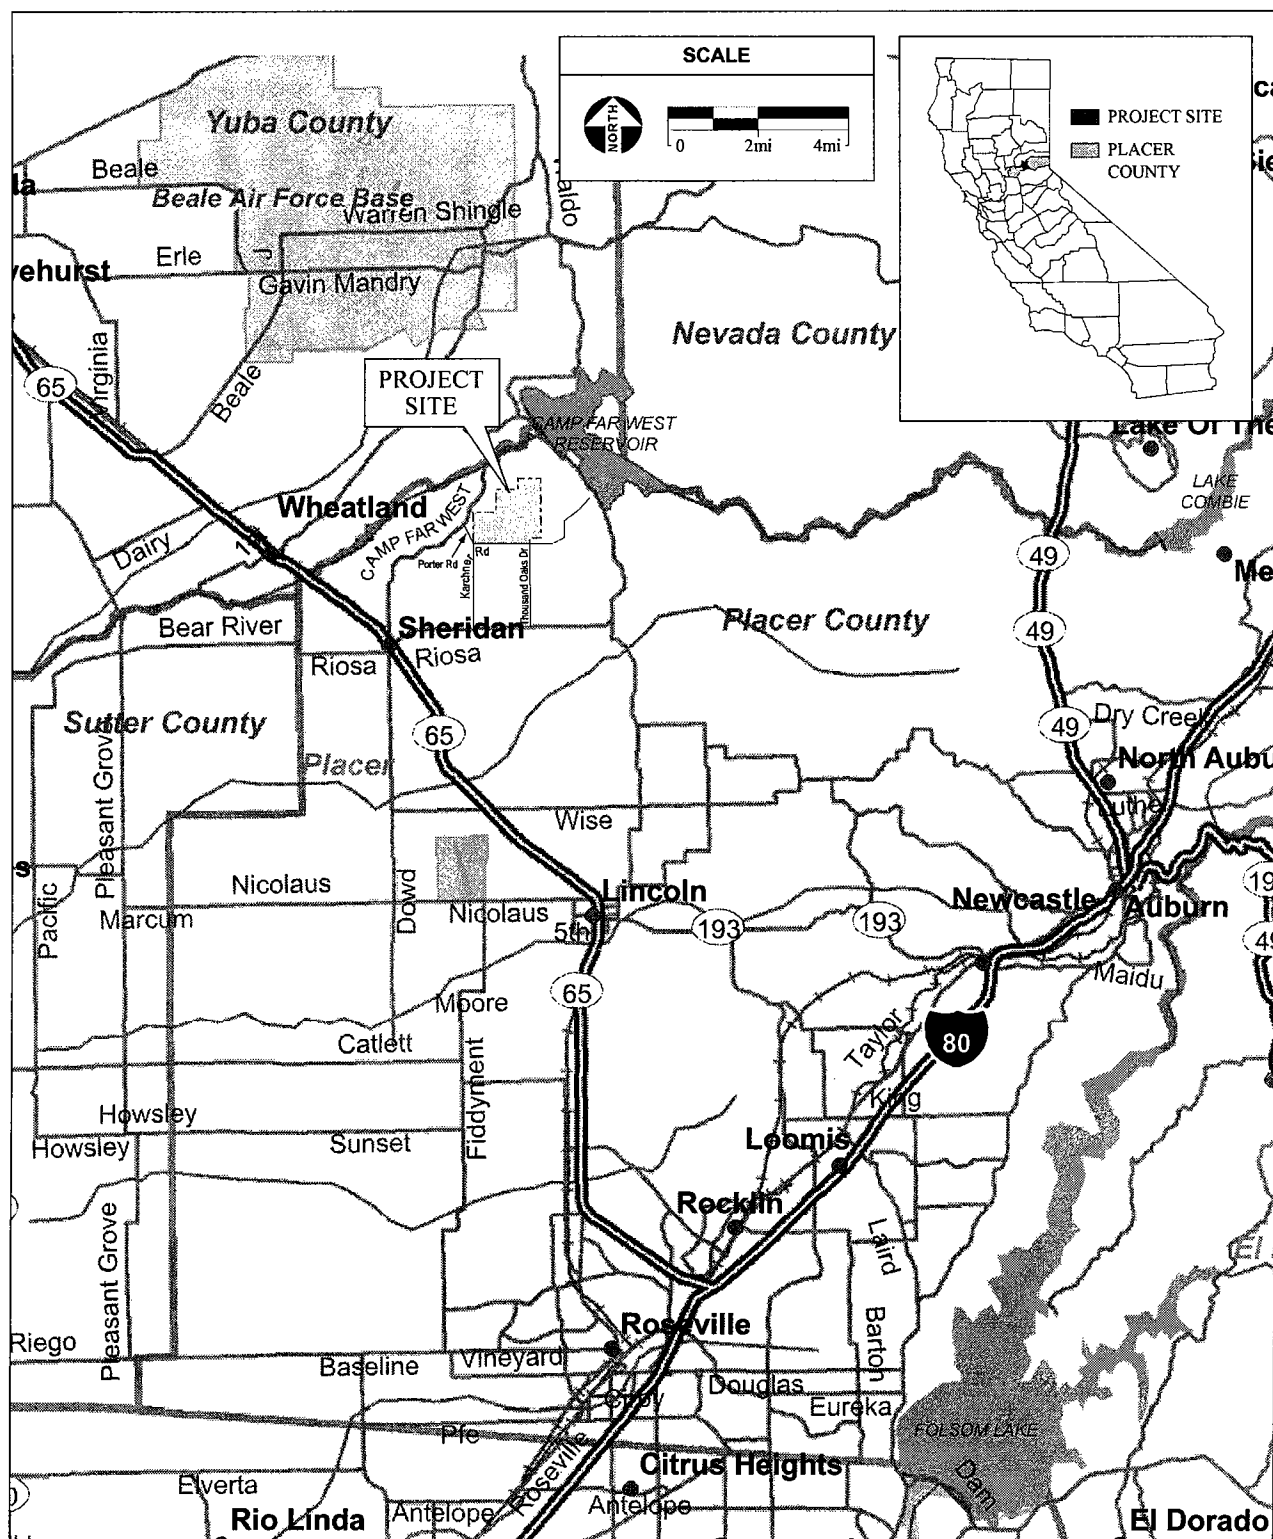 SCALE
NORTH
0 2mi 4mi
PROJECT SITE
PLACER
COUNTY
Yuba County
Beale
Beale Air Force Base
Warren Shingle
Erle
J
Gavin Mandry
Nevada County
65
Virginia
Beale
PROJECT
SITE
CAMP FAR WEST
RESERVOIR
LAKE
COMBIE
Wheatland
CAMP FAR WEST
Dairy
Porter Rd
Rd
Karchner
Thousand Oaks Dr
49
Bear River
Sheridan
Riosa
Riosa
Placer County
49
Sutter County
Placer
65
49
Dry Creek
North Aubu
Pleasant Grove
Wise
Luther
Nicolaus
Dowd
Lincoln
Newcastle
Pacific
Marcum
Nicolaus
5th
193
193
Auburn
49
Maidu
65
Moore
Catlett
Taylor
80
King
Fiddyment
Howsley
Howsley
Sunset
Loomis
Rocklin
Laird
Pleasant Grove
Roseville
Barton
Riego
Baseline
Vineyard
Douglas
Cirby
Eureka
FOLSOM LAKE
Pfe
Roseville
Citrus Heights
Dam
Elverta
Antelope
Antelope
Rio Linda
El Dorado